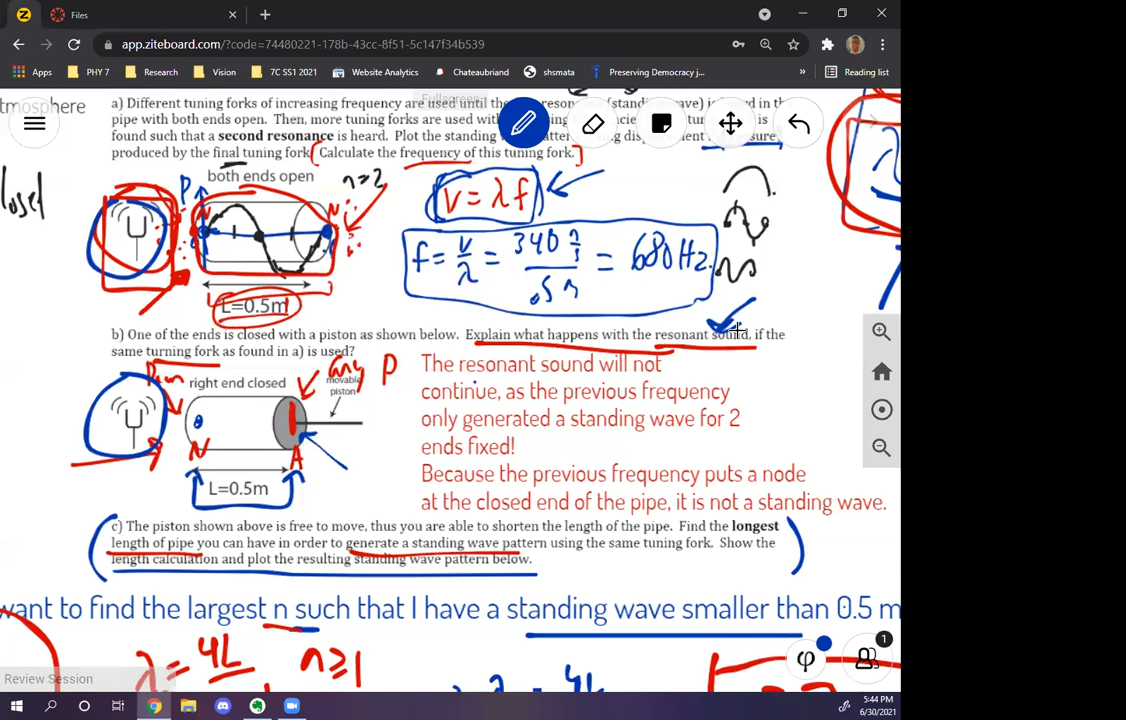 Files
app.ziteboard.com/?code=74480221-178b-43cc-8f51-5c147f34b539
Apps PHY 7 Research Vision 7C SS1 2021 Website Analytics Chateaubriand shsmata Preserving Democracy j... Reading list
tmosphere
a) Different tuning forks of increasing frequency are used until the
pipe with both ends open. Then, more tuning forks are used with
found such that a second resonance is heard. Plot the standing
produced by the final tuning fork. [Calculate the frequency of this tuning fork.]
Fullscreen
losed
both ends open
n=2
P
N
N
L=0.5m
v = λf
f = v/λ = 340 m/s / .5 m = 680 Hz.
b) One of the ends is closed with a piston as shown below. Explain what happens with the resonant sound, if the
same turning fork as found in a) is used?
right end closed
any P
movable
piston
N
A
L=0.5m
The resonant sound will not
continue, as the previous frequency
only generated a standing wave for 2
ends fixed!
Because the previous frequency puts a node
at the closed end of the pipe, it is not a standing wave.
c) The piston shown above is free to move, thus you are able to shorten the length of the pipe. Find the longest
length of pipe you can have in order to generate a standing wave pattern using the same tuning fork. Show the
length calculation and plot the resulting standing wave pattern below.
want to find the largest n such that I have a standing wave smaller than 0.5 m
λ = 4L n≥1
4L
φ
1
Review Session
5:44 PM
6/30/2021